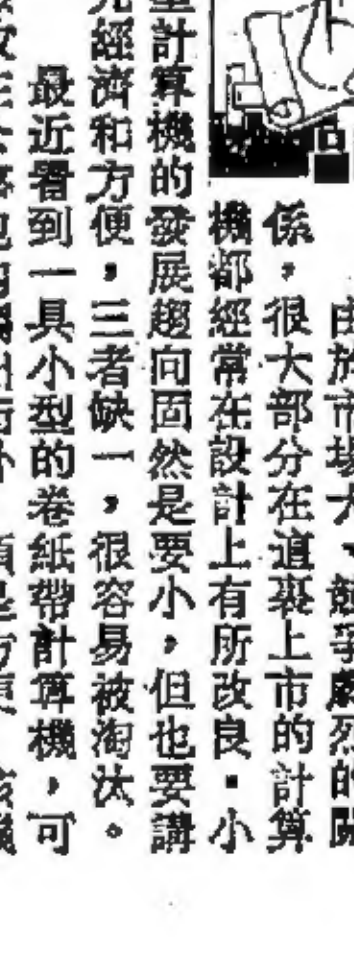 由於市場大、競爭劇烈的關
係，很大部分在這裏上市的計算
機都經常在設計上有所改良。小
型計算機的發展趨向固然是要小，但也要講
經濟和方便，三者缺一，很容易被淘汰。
最近看到一具小型的卷紙帶計算機，可